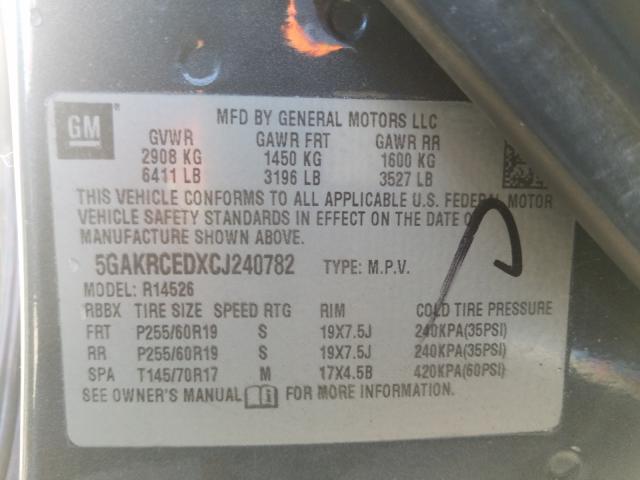 GM
MFD BY GENERAL MOTORS LLC
GVWR GAWR FRT GAWR RR
2908 KG 1450 KG 1600 KG
6411 LB 3196 LB 3527 LB
THIS VEHICLE CONFORMS TO ALL APPLICABLE U.S. FEDERAL MOTOR
VEHICLE SAFETY STANDARDS IN EFFECT ON THE DATE OF
MANUFACTURE SHOWN ABOVE.
5GAKRCEDXCJ240782 TYPE: M.P.V.
MODEL: R14526
RBBX TIRE SIZE SPEED RTG RIM COLD TIRE PRESSURE
FRT P255/60R19 S 19X7.5J 240KPA(35PSI)
RR P255/60R19 S 19X7.5J 240KPA(35PSI)
SPA T145/70R17 M 17X4.5B 420KPA(60PSI)
SEE OWNER'S MANUAL FOR MORE INFORMATION.